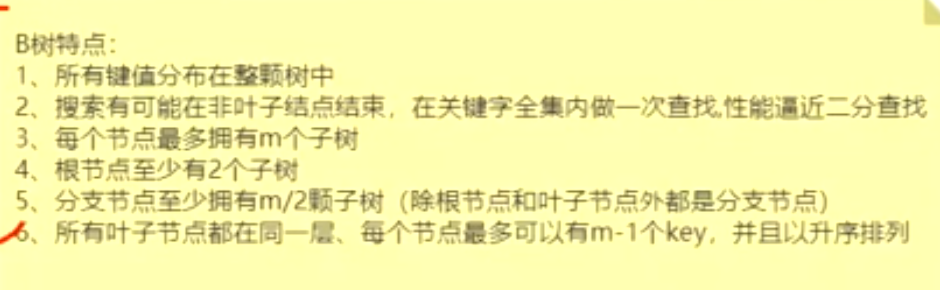 B树特点：
1、所有键值分布在整颗树中
2、搜索有可能在非叶子结点结束，在关键字全集内做一次查找,性能逼近二分查找
3、每个节点最多拥有m个子树
4、根节点至少有2个子树
5、分支节点至少拥有m/2颗子树（除根节点和叶子节点外都是分支节点）
6、所有叶子节点都在同一层、每个节点最多可以有m-1个key，并且以升序排列